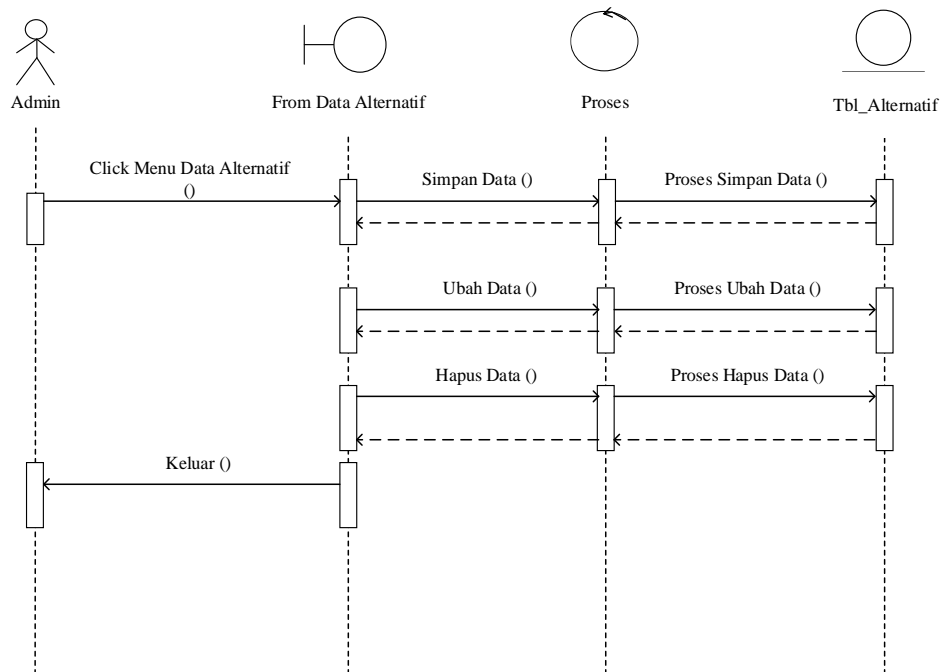 Admin
From Data Alternatif
Proses
Tbl_Alternatif
Click Menu Data Alternatif
()
Simpan Data ()
Proses Simpan Data ()
Ubah Data ()
Proses Ubah Data ()
Hapus Data ()
Proses Hapus Data ()
Keluar ()